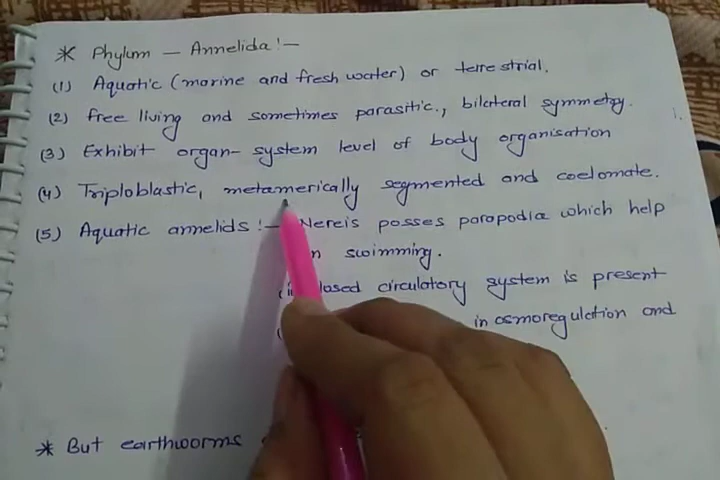 * Phylum - Annelida :-
(1) Aquatic (marine and fresh water) or terrestrial.
(2) free living and sometimes parasitic., bilateral symmetry.
(3) Exhibit organ-system level of body organisation
(4) Triploblastic, metamerically segmented and coelomate.
(5) Aquatic annelids :- Nereis posses parapodia which help
swimming.
circulatory system is present
in osmoregulation and
* But earthworms